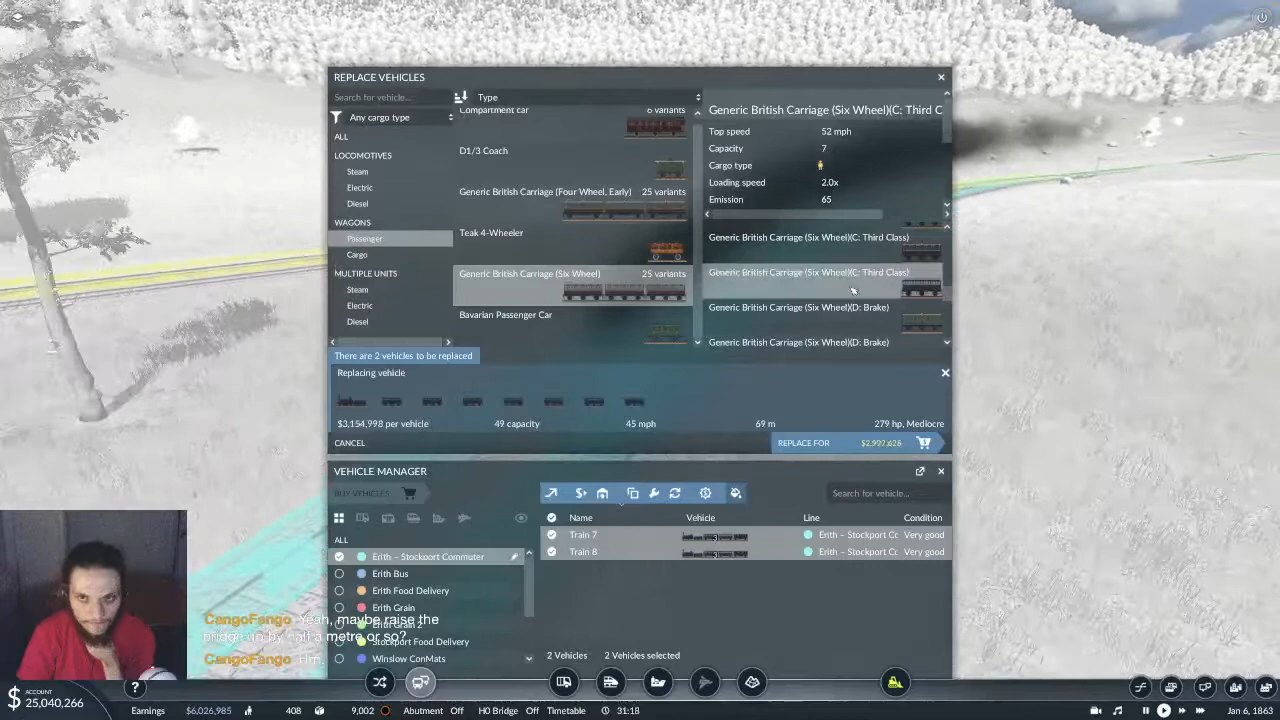 REPLACE VEHICLES
Search for vehicle...
Type
Any cargo type
ALL
LOCOMOTIVES
Steam
Electric
Diesel
WAGONS
Passenger
Cargo
MULTIPLE UNITS
Steam
Electric
Diesel
Compartment car 6 variants
D1/3 Coach
Generic British Carriage (Four Wheel, Early) 25 variants
Teak 4-Wheeler
Generic British Carriage (Six Wheel) 25 variants
Bavarian Passenger Car
Generic British Carriage (Six Wheel)(C: Third C
Top speed 52 mph
Capacity 7
Cargo type
Loading speed 2.0x
Emission 65
Generic British Carriage (Six Wheel)(C: Third Class)
Generic British Carriage (Six Wheel)(C: Third Class)
Generic British Carriage (Six Wheel)(D: Brake)
Generic British Carriage (Six Wheel)(D: Brake)
There are 2 vehicles to be replaced
Replacing vehicle
$3,154,998 per vehicle 49 capacity 45 mph 69 m 279 hp, Mediocre
CANCEL REPLACE FOR $2,997,628
VEHICLE MANAGER
BUY VEHICLES
Search for vehicle...
Name Vehicle Line Condition
ALL
Train 7 Erith – Stockport Cc Very good
Train 8 Erith – Stockport Cc Very good
Erith – Stockport Commuter
Erith Bus
Erith Food Delivery
Erith Grain
Stockport Food Delivery
Winslow ConMats
2 Vehicles 2 Vehicles selected
CangoFango Yeah, maybe raise the
bridge up by half a metre or so?
CangoFango Hm.
$ ACCOUNT
25,040,266
?
Earnings $6,026,985 408 9,002 Abutment Off H0 Bridge Off Timetable 31:18
Jan 6, 1863